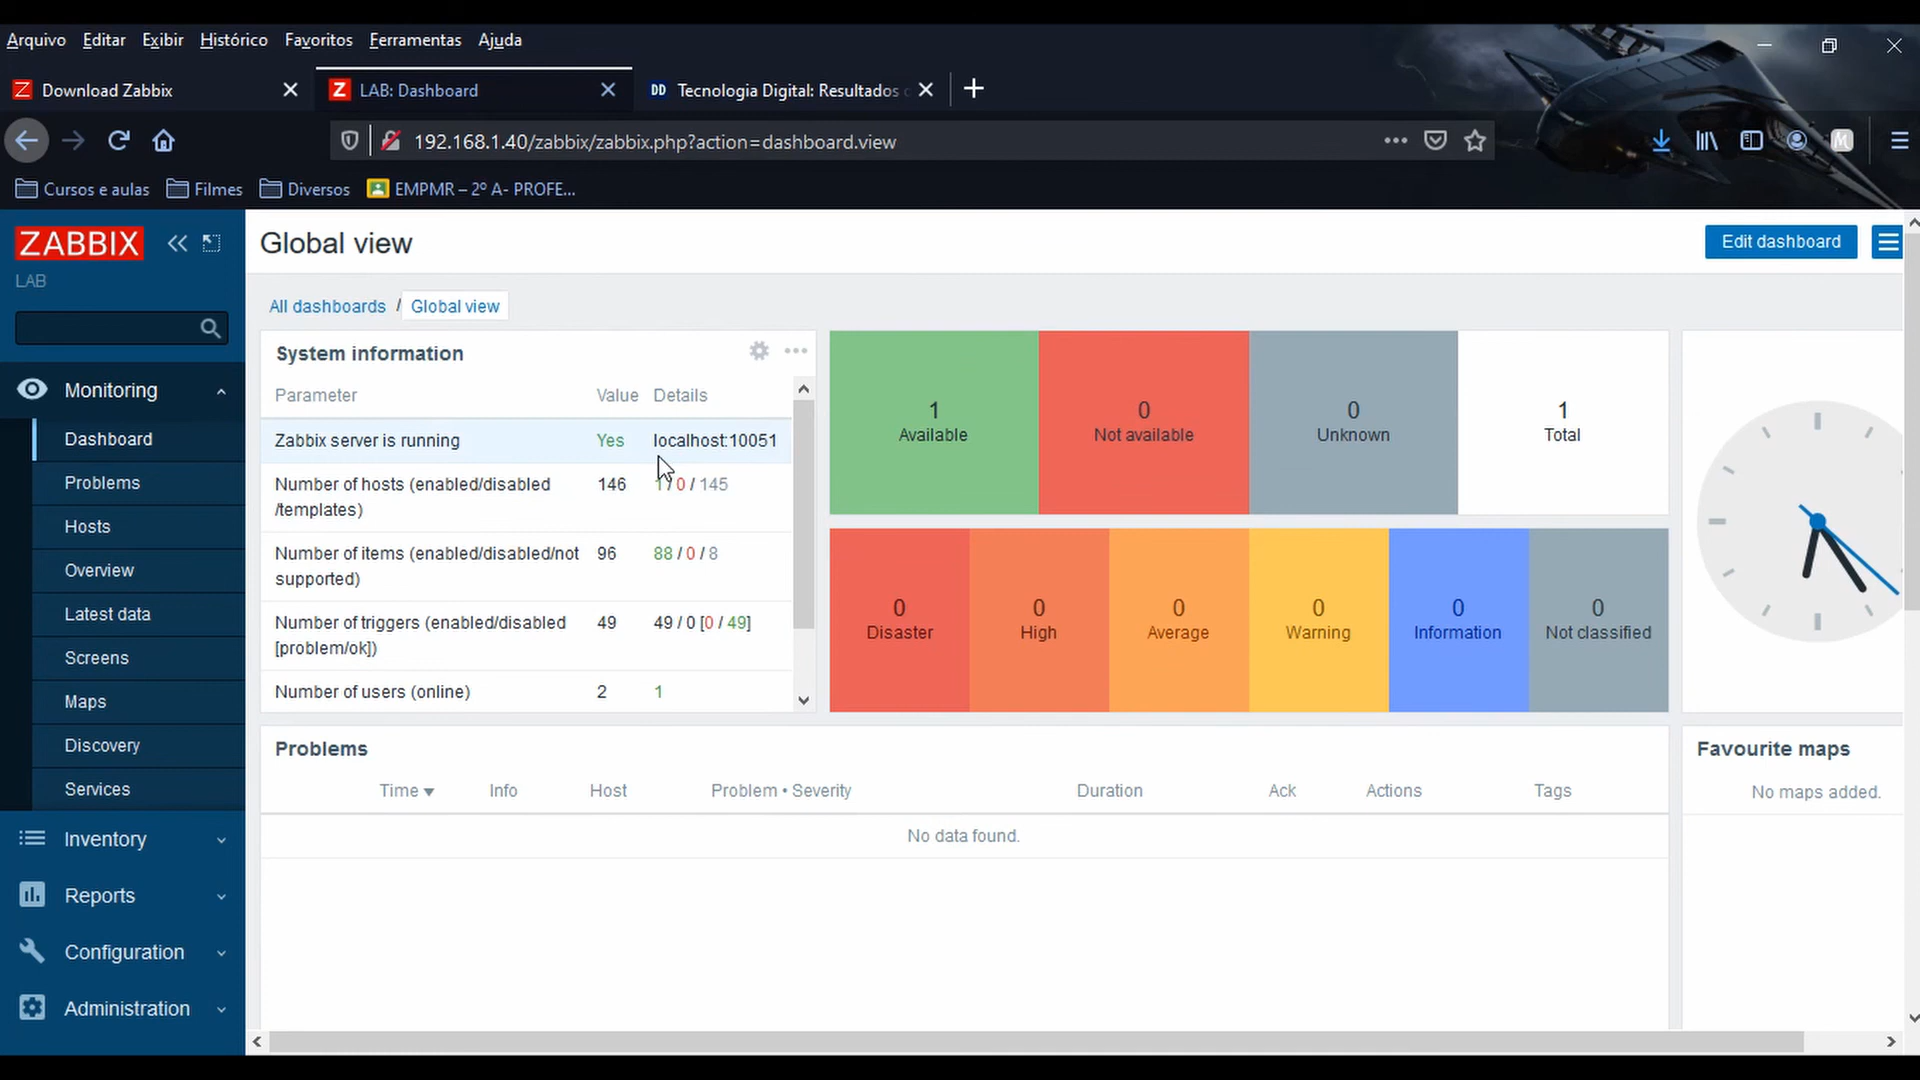 Arquivo Editar Exibir Histórico Favoritos Ferramentas Ajuda
Download Zabbix
LAB: Dashboard
DD Tecnologia Digital: Resultados
192.168.1.40/zabbix/zabbix.php?action=dashboard.view
Cursos e aulas Filmes Diversos EMPMR – 2º A- PROFE...
ZABBIX
LAB
Monitoring
Dashboard
Problems
Hosts
Overview
Latest data
Screens
Maps
Discovery
Services
Inventory
Reports
Configuration
Administration
Global view
Edit dashboard
All dashboards / Global view
System information
Parameter Value Details
Zabbix server is running Yes localhost:10051
Number of hosts (enabled/disabled 146 1 / 0 / 145
/templates)
Number of items (enabled/disabled/not 96 88 / 0 / 8
supported)
Number of triggers (enabled/disabled 49 49 / 0 [0 / 49]
[problem/ok])
Number of users (online) 2 1
1 0 0 1
Available Not available Unknown Total
0 0 0 0 0 0
Disaster High Average Warning Information Not classified
Problems
Time Info Host Problem • Severity Duration Ack Actions Tags
No data found.
Favourite maps
No maps added.